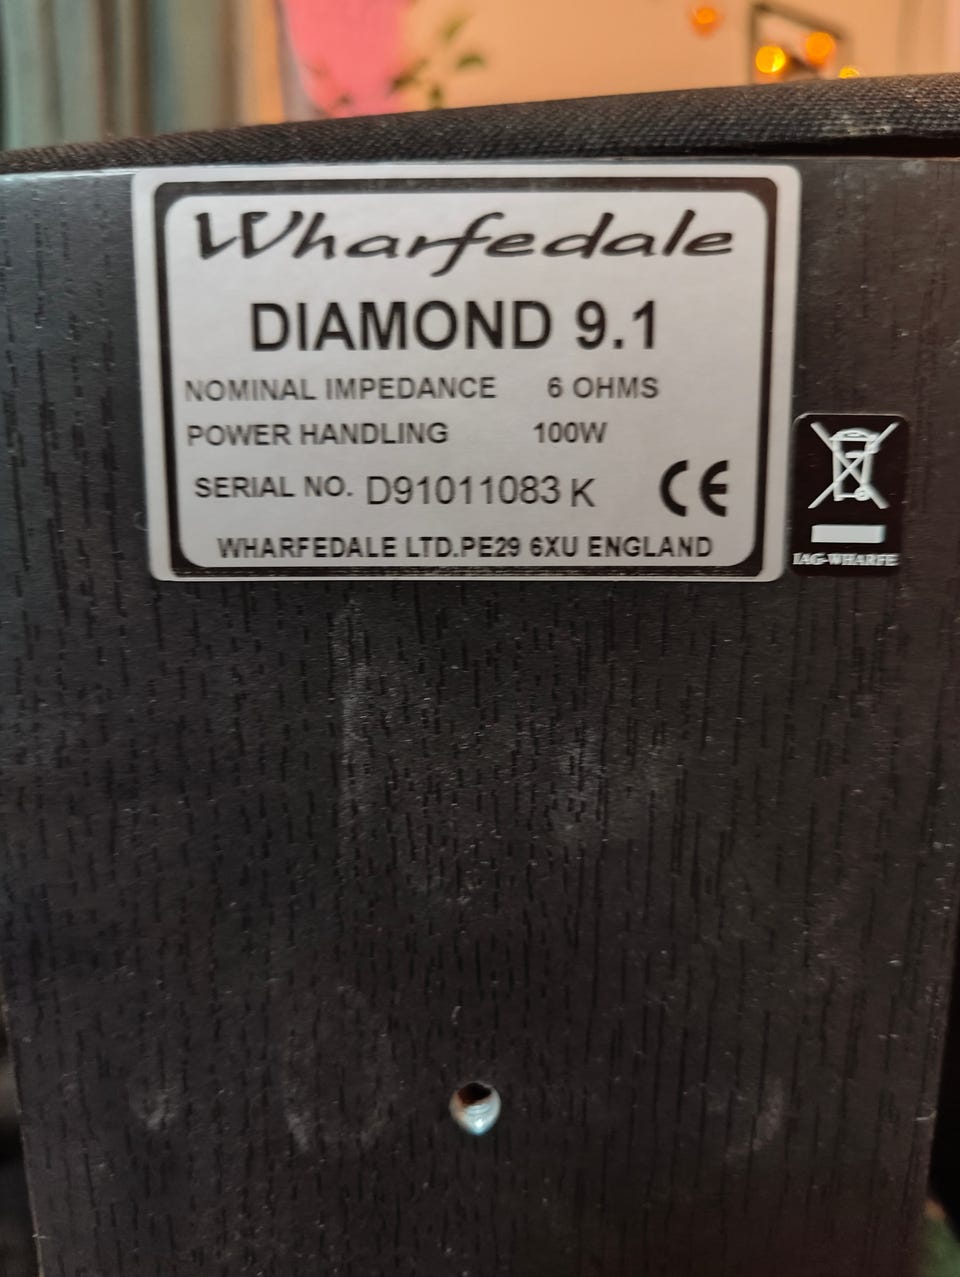 Wharfedale
DIAMOND 9.1
NOMINAL IMPEDANCE 6 OHMS
POWER HANDLING 100W
SERIAL NO. D91011083 K CE
WHARFEDALE LTD.PE29 6XU ENGLAND
IAG-WHARFE